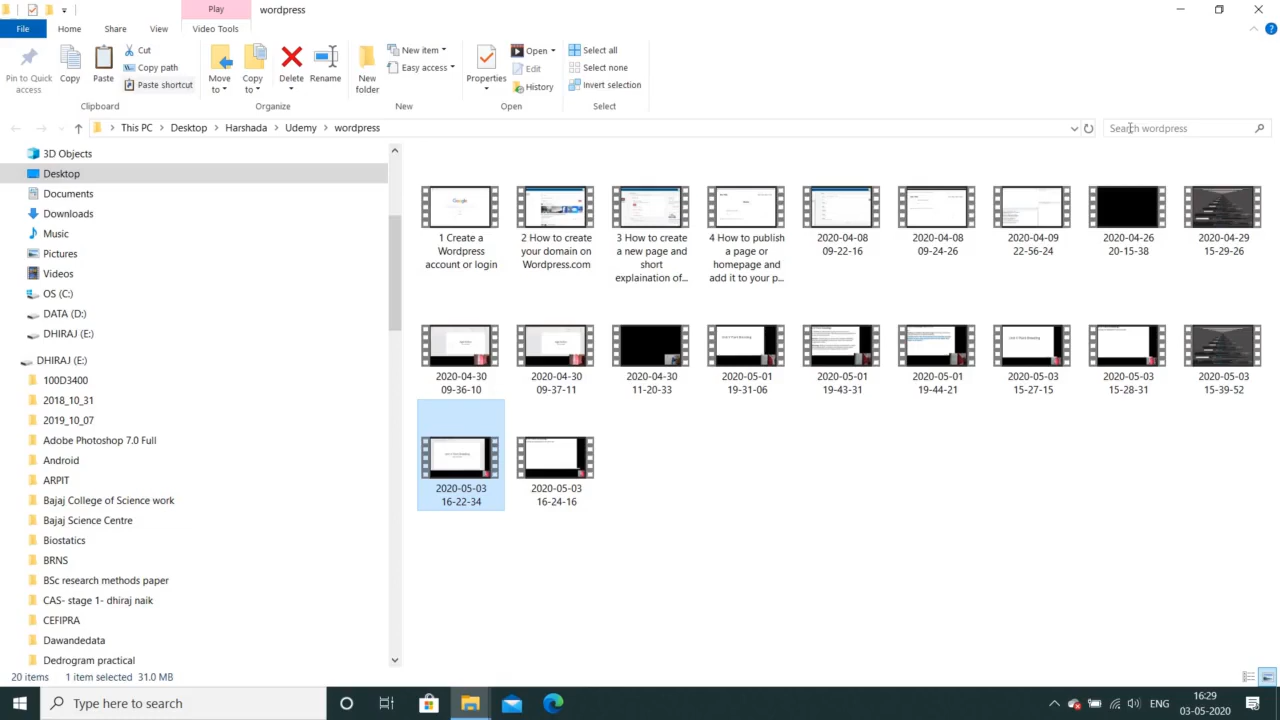 Play
wordpress
File
Home
Share
View
Video Tools
Pin to Quick
access
Copy
Paste
Cut
Copy path
Paste shortcut
Clipboard
Move
to
Copy
to
Delete
Rename
Organize
New
folder
New item
Easy access
New
Properties
Open
Edit
History
Open
Select all
Select none
Invert selection
Select
This PC
Desktop
Harshada
Udemy
wordpress
Search wordpress
3D Objects
Desktop
Documents
Downloads
Music
Pictures
Videos
OS (C:)
DATA (D:)
DHIRAJ (E:)
DHIRAJ (E:)
100D3400
2018_10_31
2019_10_07
Adobe Photoshop 7.0 Full
Android
ARPIT
Bajaj College of Science work
Bajaj Science Centre
Biostatics
BRNS
BSc research methods paper
CAS- stage 1- dhiraj naik
CEFIPRA
Dawandedata
Dedrogram practical
Google
1 Create a
Wordpress
account or login
2 How to create
your domain on
Wordpress.com
3 How to create
a new page and
short
explaination of...
4 How to publish
a page or
homepage and
add it to your p...
2020-04-08
09-22-16
2020-04-08
09-24-26
2020-04-09
22-56-24
2020-04-26
20-15-38
2020-04-29
15-29-26
2020-04-30
09-36-10
2020-04-30
09-37-11
2020-04-30
11-20-33
2020-05-01
19-31-06
2020-05-01
19-43-31
2020-05-01
19-44-21
2020-05-03
15-27-15
2020-05-03
15-28-31
2020-05-03
15-39-52
2020-05-03
16-22-34
2020-05-03
16-24-16
20 items
1 item selected 31.0 MB
Type here to search
ENG
16:29
03-05-2020